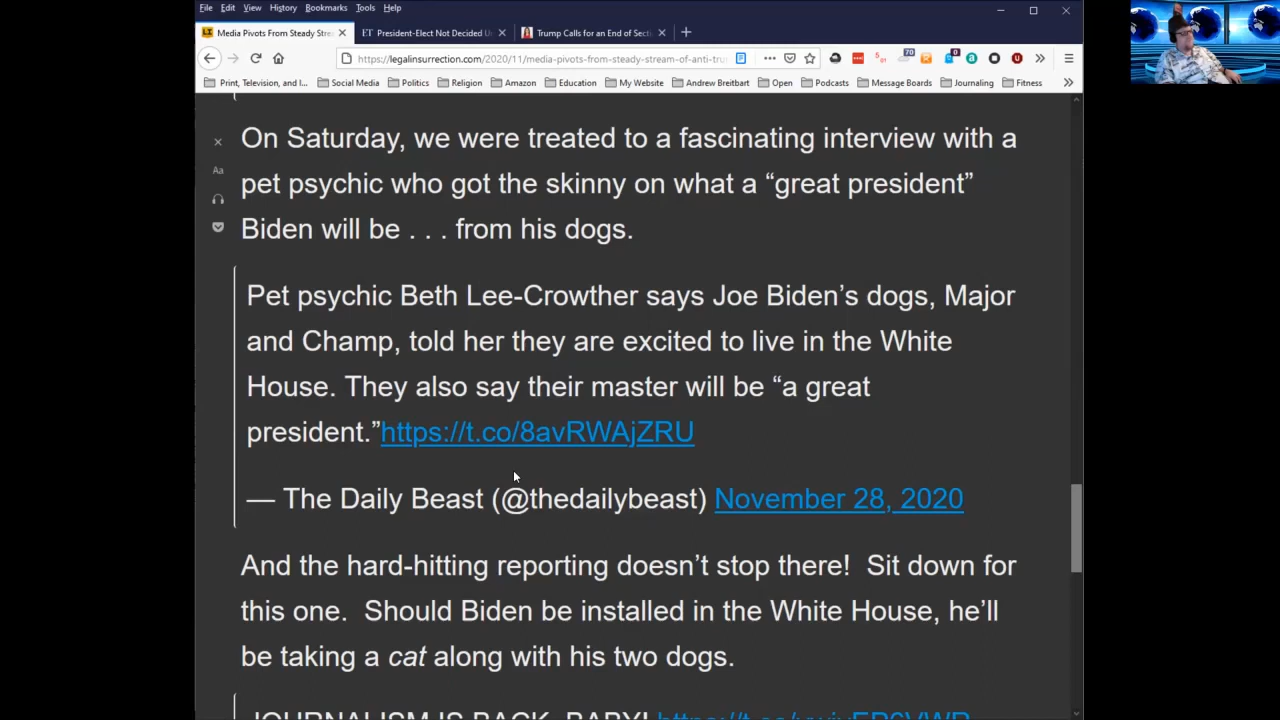 File Edit View History Bookmarks Tools Help
Media Pivots From Steady Stre
ET President-Elect Not Decided U
Trump Calls for an End of Sect
https://legalinsurrection.com/2020/11/media-pivots-from-steady-stream-of-anti-tru
70
0
Print, Television, and I... Social Media Politics Religion Amazon Education My Website Andrew Breitbart Open Podcasts Message Boards Journaling Fitness
On Saturday, we were treated to a fascinating interview with a
Aa
pet psychic who got the skinny on what a “great president”
Biden will be . . . from his dogs.
Pet psychic Beth Lee-Crowther says Joe Biden’s dogs, Major
and Champ, told her they are excited to live in the White
House. They also say their master will be “a great
president.”https://t.co/8avRWAjZRU
— The Daily Beast (@thedailybeast) November 28, 2020
And the hard-hitting reporting doesn’t stop there!  Sit down for
this one.  Should Biden be installed in the White House, he’ll
be taking a cat along with his two dogs.
JOURNALISM IS BACK, BABY!